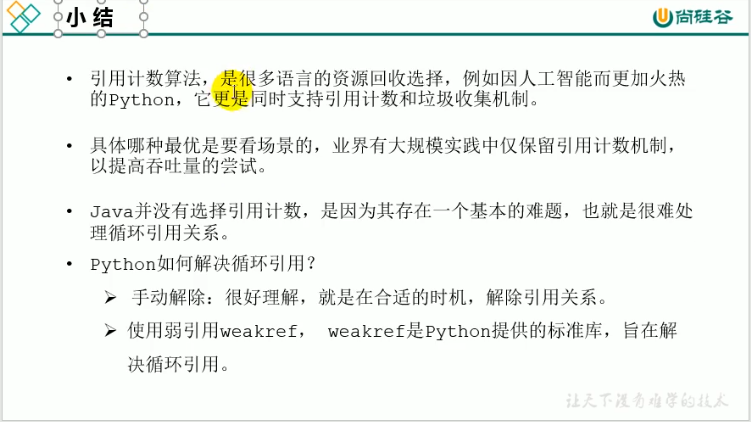 小结
尚硅谷
• 引用计数算法，是很多语言的资源回收选择，例如因人工智能而更加火热
的Python，它更是同时支持引用计数和垃圾收集机制。
• 具体哪种最优是要看场景的，业界有大规模实践中仅保留引用计数机制，
以提高吞吐量的尝试。
• Java并没有选择引用计数，是因为其存在一个基本的难题，也就是很难处
理循环引用关系。
• Python如何解决循环引用？
➢ 手动解除：很好理解，就是在合适的时机，解除引用关系。
➢ 使用弱引用weakref， weakref是Python提供的标准库，旨在解
决循环引用。
让天下没有难学的技术